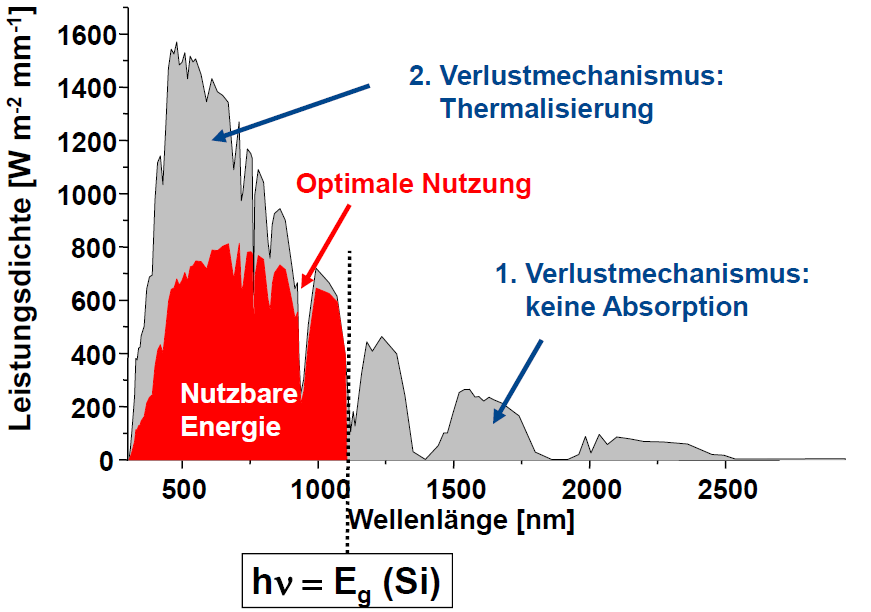 Leistungsdichte [W m-2 mm-1]
1600
1400
1200
1000
800
600
400
200
0
2. Verlustmechanismus:
Thermalisierung
Optimale Nutzung
1. Verlustmechanismus:
keine Absorption
Nutzbare
Energie
500
1000
1500
2000
2500
Wellenlänge [nm]
hν = Eg (Si)